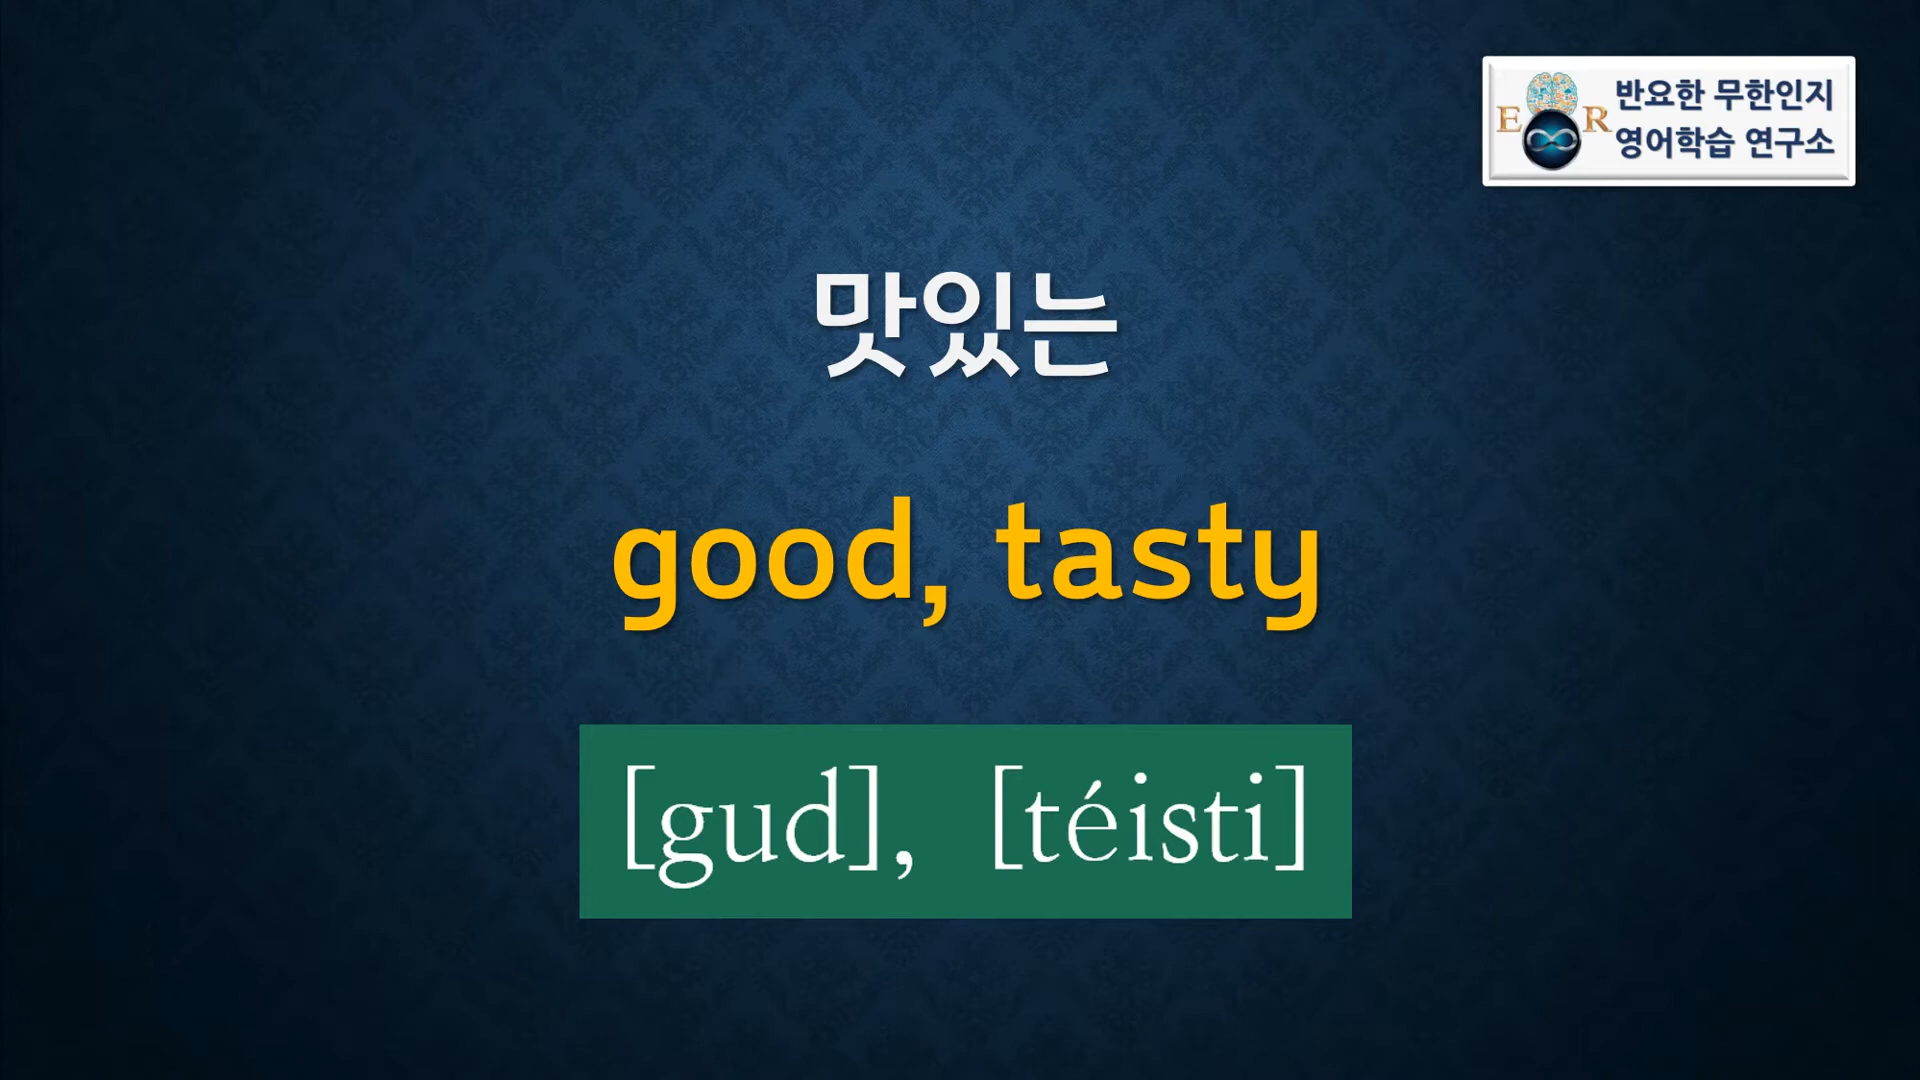 E R 반요한 무한인지
영어학습 연구소
맛있는
good, tasty
[gud], [téisti]